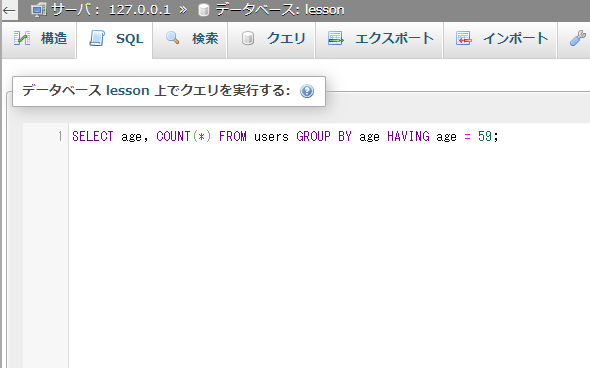 サーバ: 127.0.0.1 » データベース: lesson
構造 SQL 検索 クエリ エクスポート インポート
データベース lesson 上でクエリを実行する:
1 SELECT age, COUNT(*) FROM users GROUP BY age HAVING age = 59;